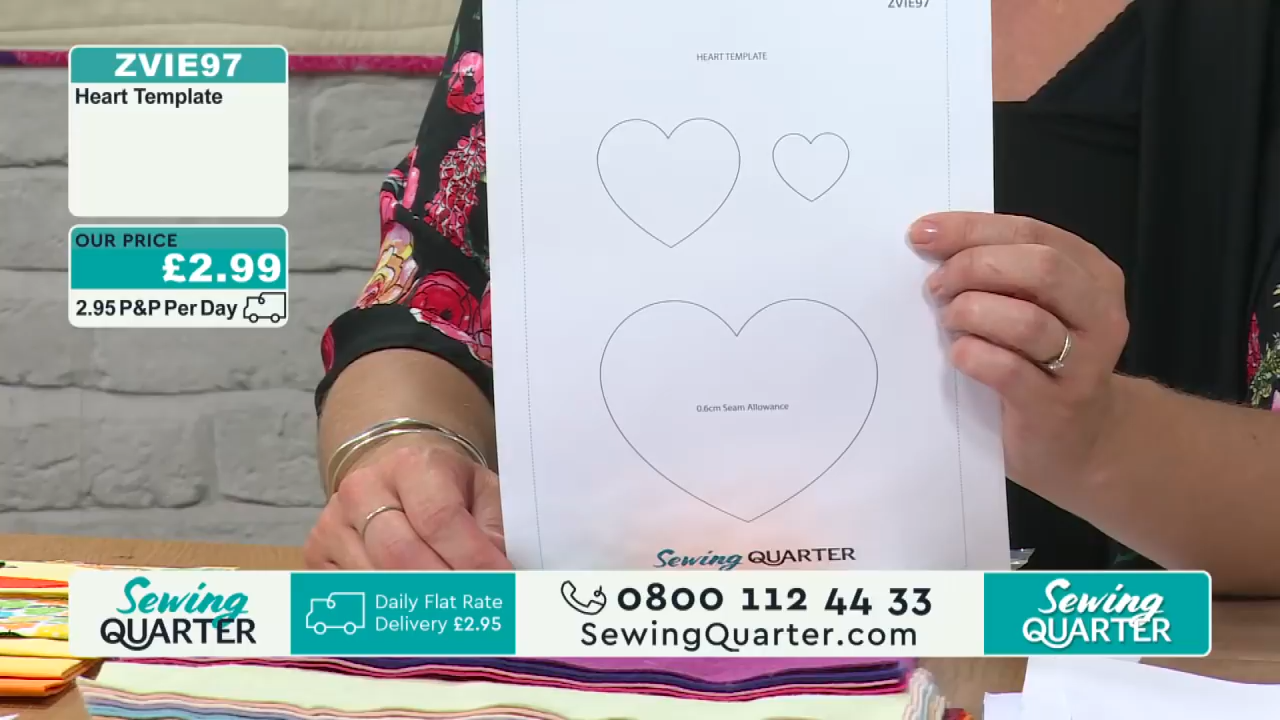 ZVIE97
Heart Template
OUR PRICE
£2.99
2.95 P&P Per Day
ZVIE97
HEART TEMPLATE
0.6cm Seam Allowance
Sewing QUARTER
Sewing
QUARTER
Daily Flat Rate
Delivery £2.95
0800 112 44 33
SewingQuarter.com
Sewing
QUARTER